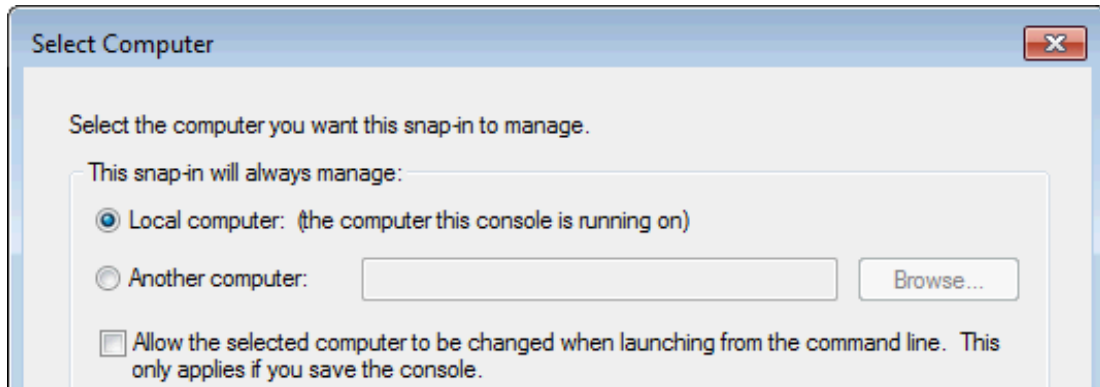 Select Computer
Select the computer you want this snap-in to manage.
This snap-in will always manage:
Local computer:  (the computer this console is running on)
Another computer:
Browse...
Allow the selected computer to be changed when launching from the command line.  This
only applies if you save the console.